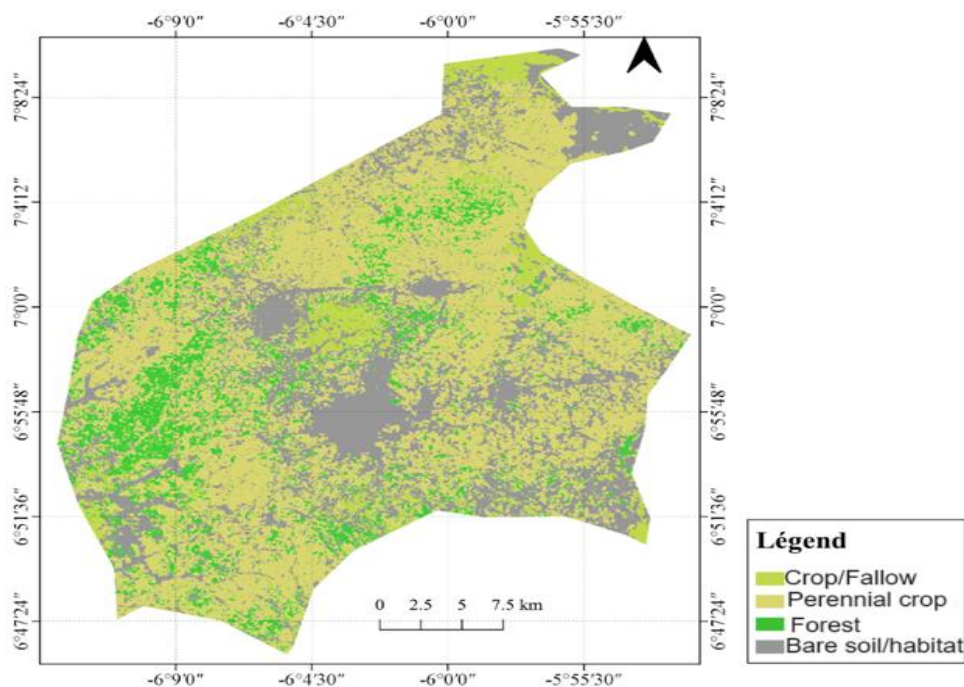 -6°9'0" -6°4'30" -6°0'0" -5°55'30"
7°8'24" 7°8'24"
7°4'12" 7°4'12"
7°0'0" 7°0'0"
6°55'48" 6°55'48"
6°51'36" 6°51'36"
6°47'24" 6°47'24"
0 2.5 5 7.5 km
-6°9'0" -6°4'30" -6°0'0" -5°55'30"
Légend
Crop/Fallow
Perennial crop
Forest
Bare soil/habitat